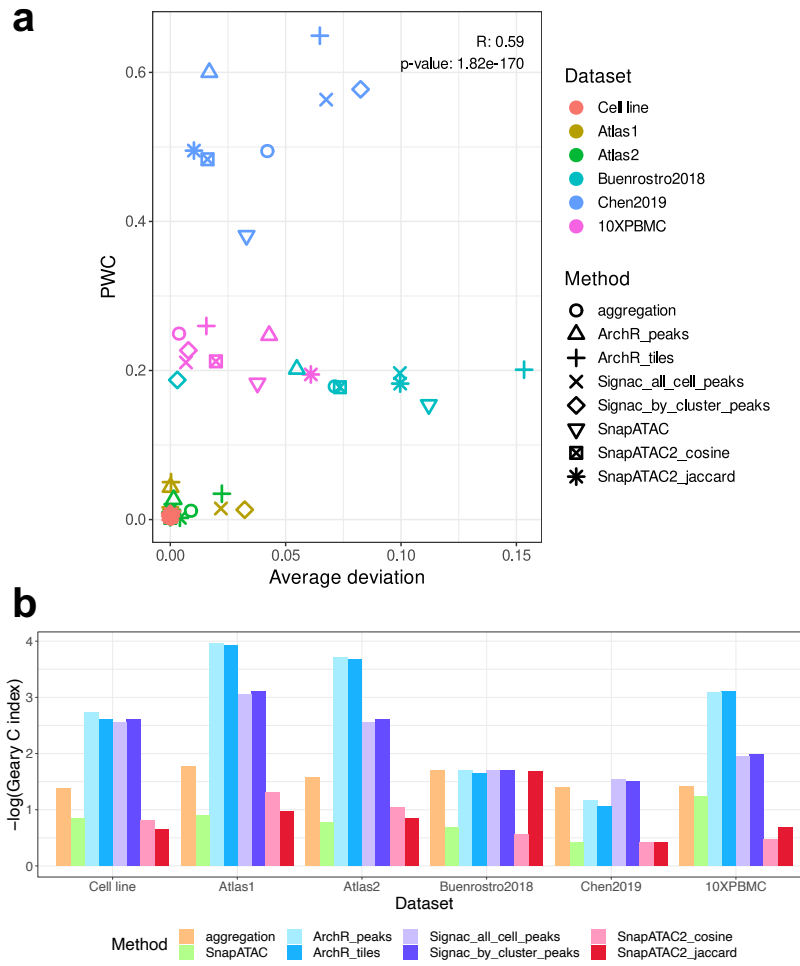 a
R: 0.59
p-value: 1.82e-170
PWC
0.6
0.4
0.2
0.0
0.00 0.05 0.10 0.15
Average deviation
Dataset
Cell line
Atlas1
Atlas2
Buenrostro2018
Chen2019
10XPBMC
Method
aggregation
ArchR_peaks
ArchR_tiles
Signac_all_cell_peaks
Signac_by_cluster_peaks
SnapATAC
SnapATAC2_cosine
SnapATAC2_jaccard
b
−log(Geary C index)
4
3
2
1
0
Cell line Atlas1 Atlas2 Buenrostro2018 Chen2019 10XPBMC
Dataset
Method
aggregation ArchR_peaks Signac_all_cell_peaks SnapATAC2_cosine
SnapATAC ArchR_tiles Signac_by_cluster_peaks SnapATAC2_jaccard